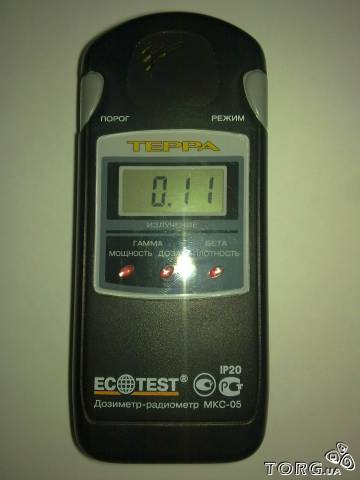 ПОРОГ РЕЖИМ
ТЕРРА
0.11
ИЗЛУЧЕНИЕ
ГАММА БЕТА
МОЩНОСТЬ ДОЗА ПЛОТНОСТЬ
IP20
ECOTEST®
Дозиметр-радиометр МКС-05
TORG.UA